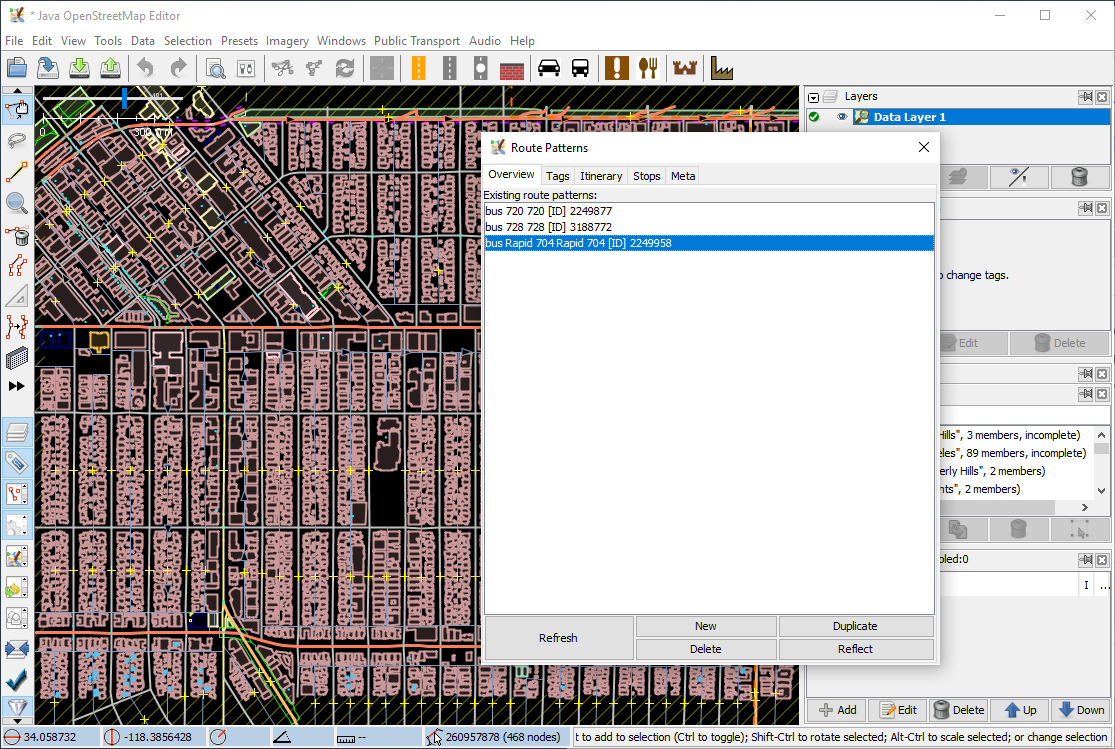 * Java OpenStreetMap Editor
File Edit View Tools Data Selection Presets Imagery Windows Public Transport Audio Help
0
300.0 m
Layers
Data Layer 1
Route Patterns
Overview Tags Itinerary Stops Meta
Existing route patterns:
bus 720 720 [ID] 2249877
bus 728 728 [ID] 3188772
bus Rapid 704 Rapid 704 [ID] 2249958
Refresh
New
Duplicate
Delete
Reflect
o change tags.
Edit
Delete
Hills", 3 members, incomplete)
eles", 89 members, incomplete)
erly Hills", 2 members)
nts", 2 members)
bled:0
I ...
Add Edit Delete Up Down
34.058732
-118.3856428
--
260957878 (468 nodes)
t to add to selection (Ctrl to toggle); Shift-Ctrl to rotate selected; Alt-Ctrl to scale selected; or change selection